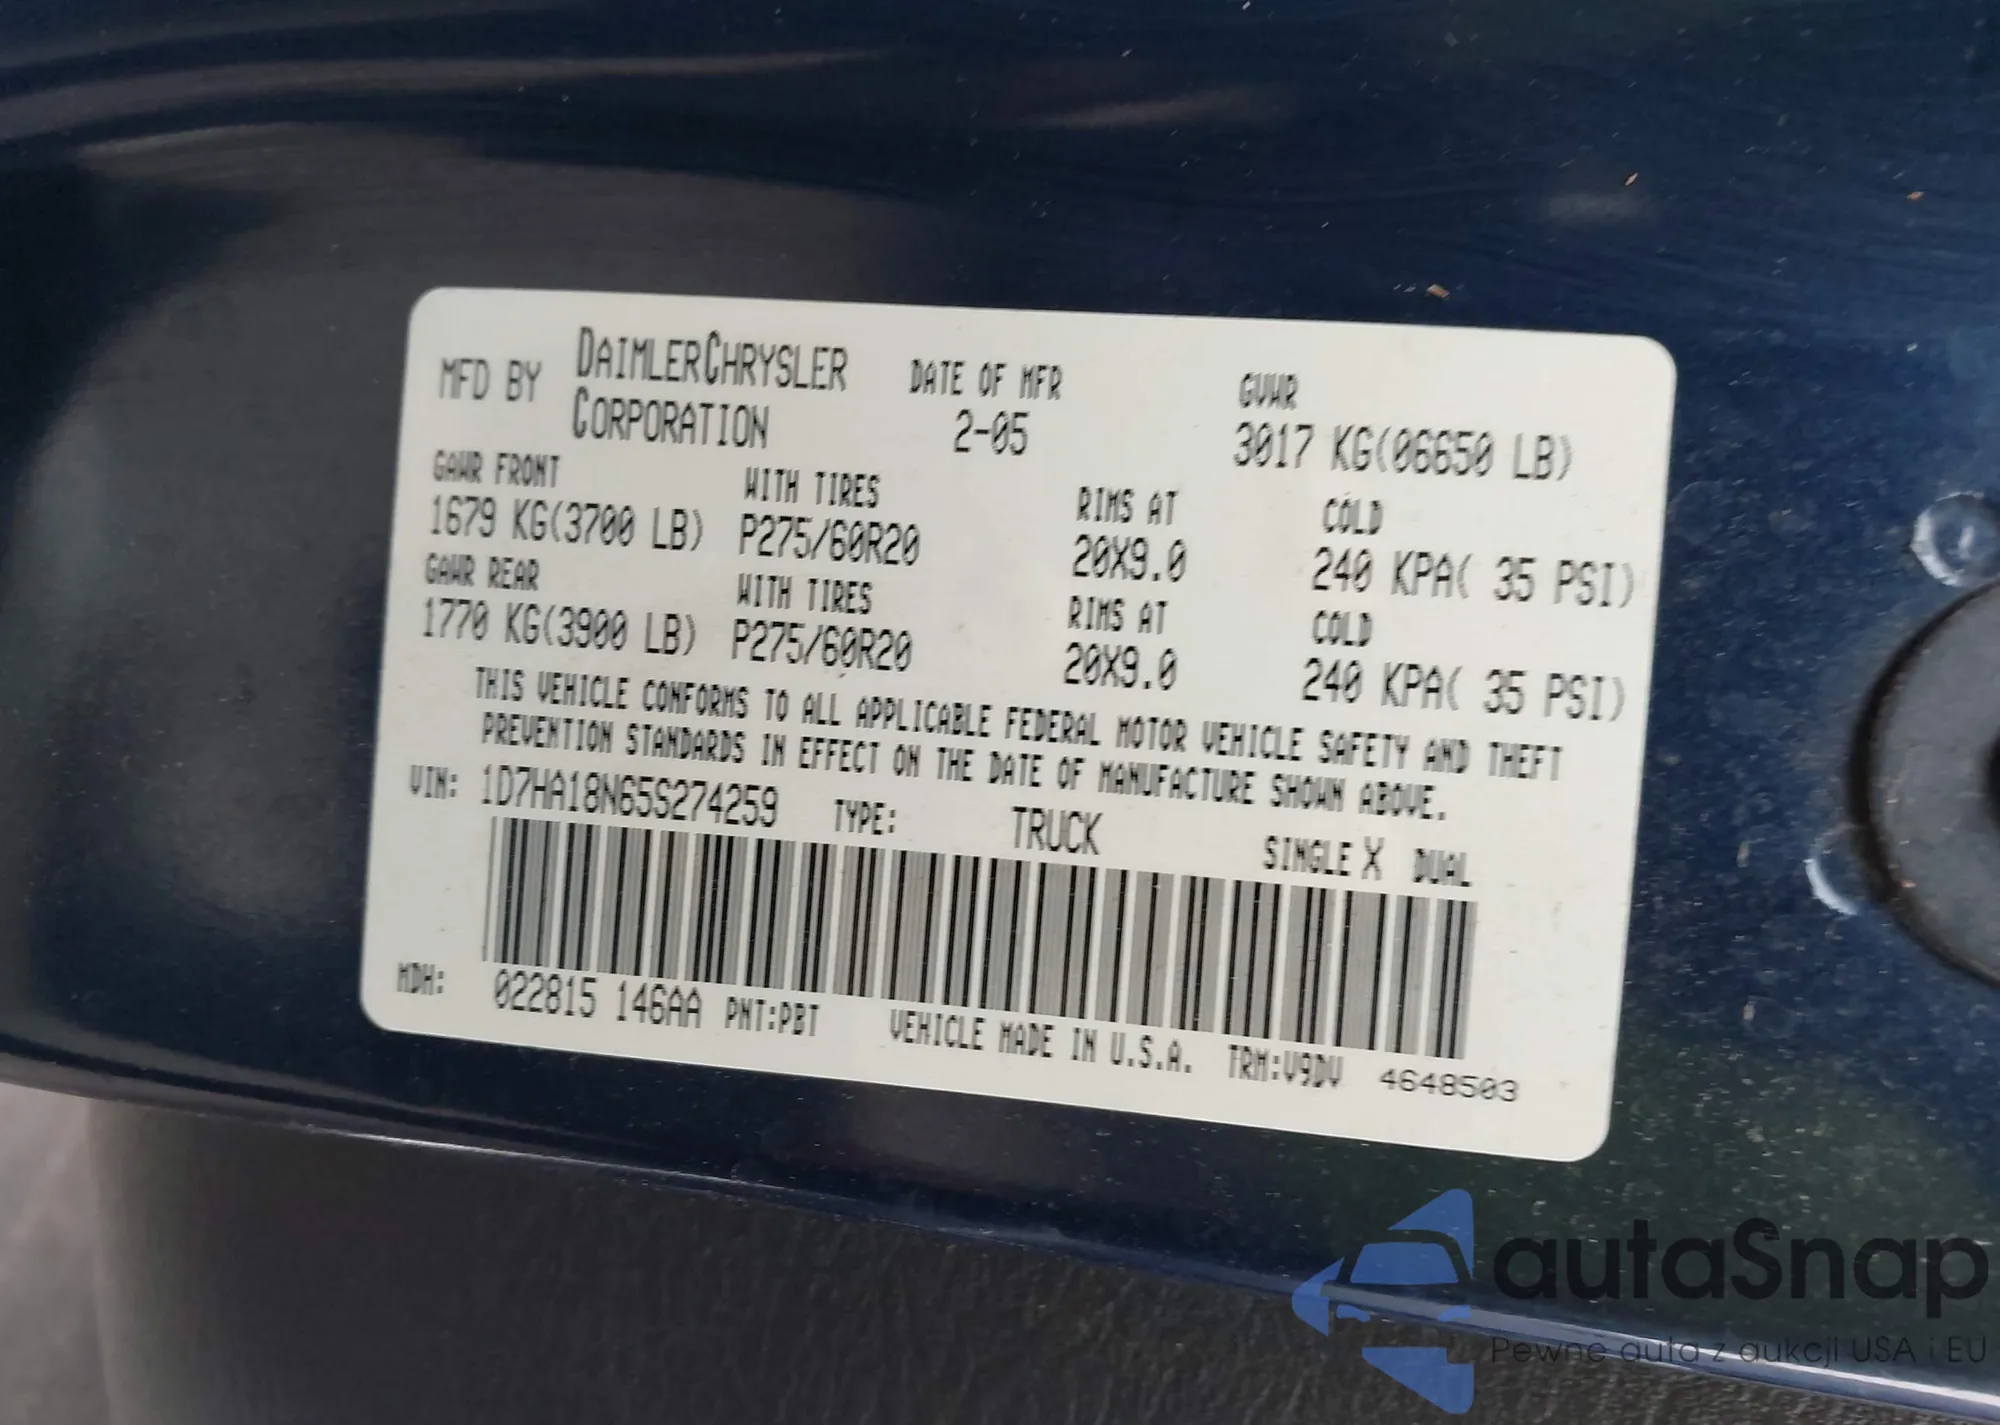 MFD BY DAIMLERCHRYSLER CORPORATION
DATE OF MFR 2-05
GVWR 3017 KG(06650 LB)
GAWR FRONT WITH TIRES RIMS AT COLD
1679 KG(3700 LB) P275/60R20 20X9.0 240 KPA( 35 PSI)
GAWR REAR WITH TIRES RIMS AT COLD
1770 KG(3900 LB) P275/60R20 20X9.0 240 KPA( 35 PSI)
THIS VEHICLE CONFORMS TO ALL APPLICABLE FEDERAL MOTOR VEHICLE SAFETY AND THEFT
PREVENTION STANDARDS IN EFFECT ON THE DATE OF MANUFACTURE SHOWN ABOVE.
VIN: 1D7HA18N65S274259 TYPE: TRUCK SINGLE X DUAL
MDH: 022815 146AA PNT:PBT VEHICLE MADE IN U.S.A. TRM:V9DV 4648503
autaSnap
Pewne auta z aukcji USA i EU